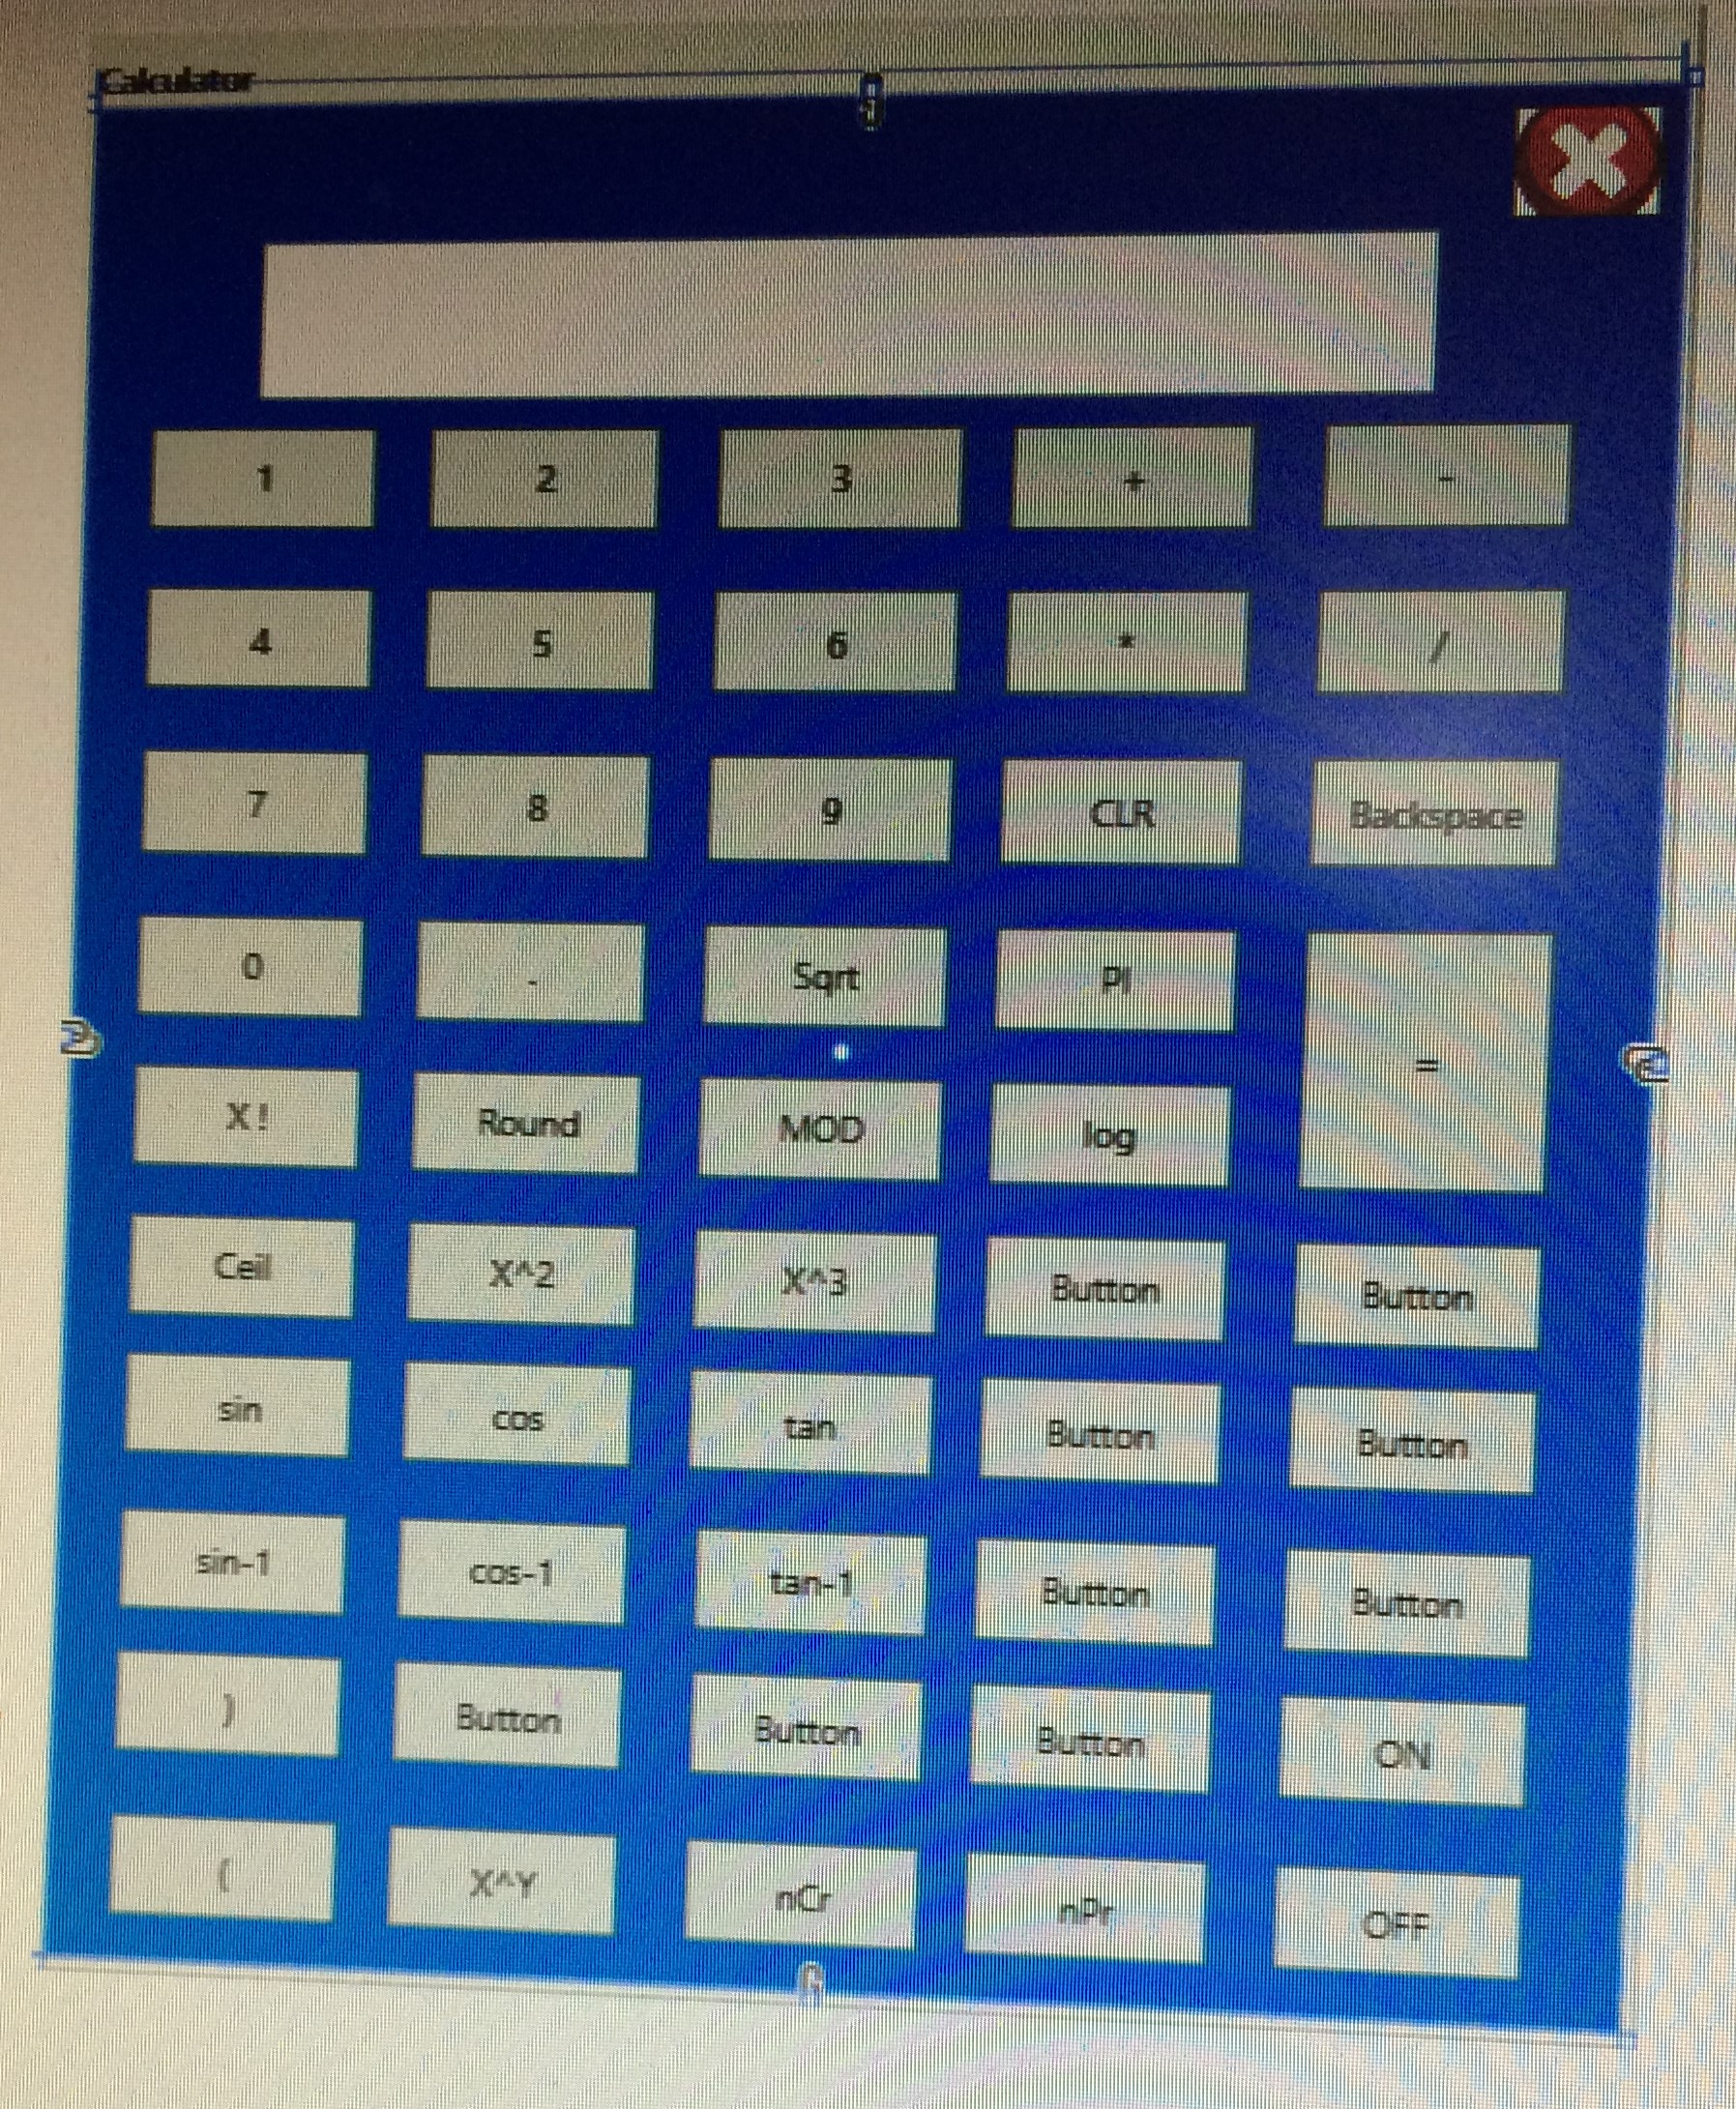 Calculator
1 2 3 + -
4 5 6 * /
7 8 9 CLR Backspace
0 . Sqrt PI =
X! Round MOD log
Ceil X^2 X^3 Button Button
sin cos tan Button Button
sin-1 cos-1 tan-1 Button Button
) Button Button Button ON
( X^Y nCr nPr OFF